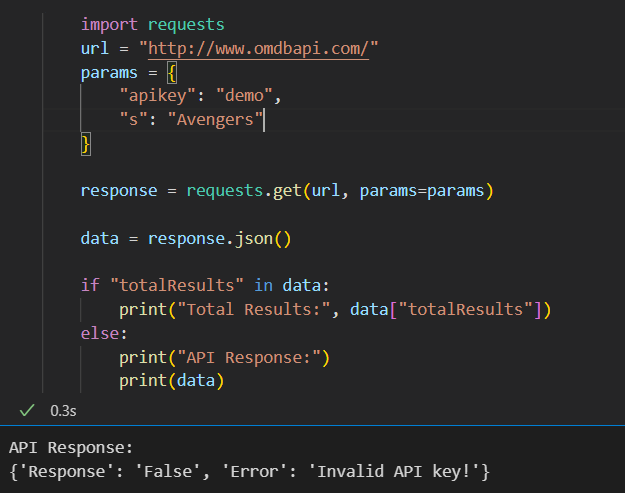 import requests
url = "http://www.omdbapi.com/"
params = {
    "apikey": "demo",
    "s": "Avengers"
}
response = requests.get(url, params=params)
data = response.json()
if "totalResults" in data:
    print("Total Results:", data["totalResults"])
else:
    print("API Response:")
    print(data)
0.3s
API Response:
{'Response': 'False', 'Error': 'Invalid API key!'}